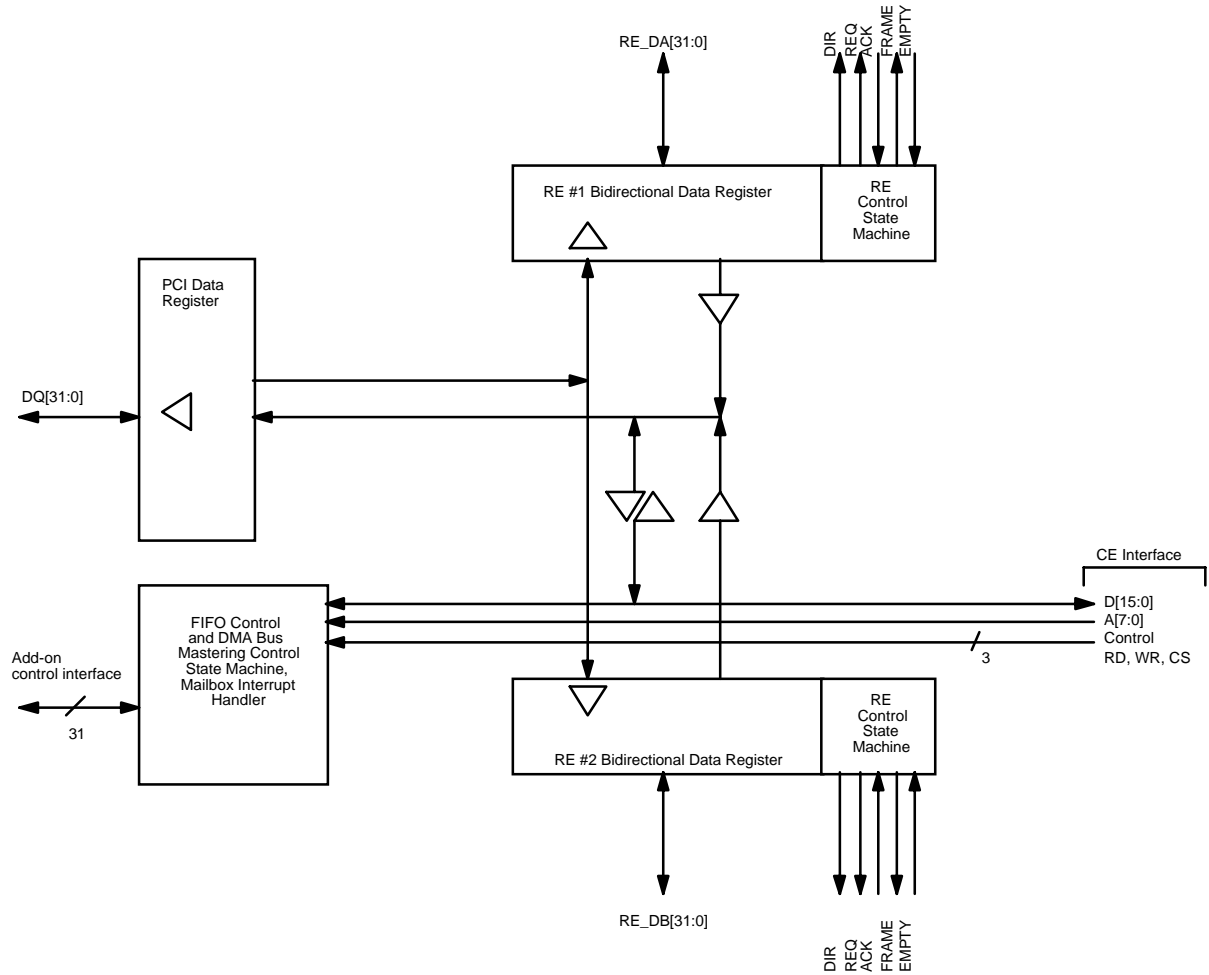 RE_DA[31:0]
DIR
REQ
ACK
FRAME
EMPTY
RE #1 Bidirectional Data Register
RE
Control
State
Machine
PCI Data
Register
DQ[31:0]
CE Interface
D[15:0]
A[7:0]
Control
3
RD, WR, CS
FIFO Control
and DMA Bus
Mastering Control
State Machine,
Mailbox Interrupt
Handler
Add-on
control interface
31
RE
Control
State
Machine
RE #2 Bidirectional Data Register
RE_DB[31:0]
DIR
REQ
ACK
FRAME
EMPTY